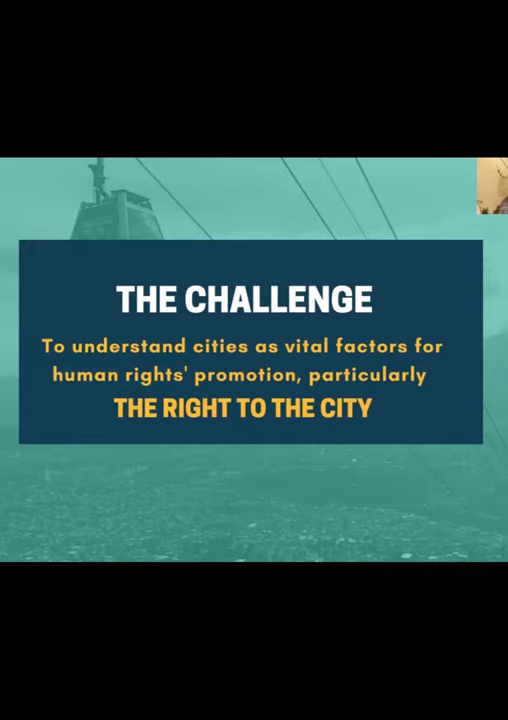 THE CHALLENGE
To understand cities as vital factors for
human rights' promotion, particularly
THE RIGHT TO THE CITY